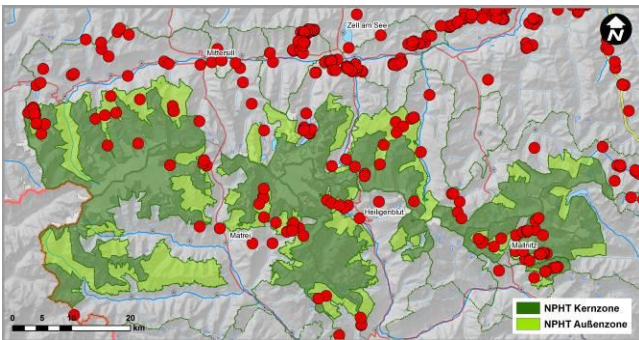 Zell am See
N
Mittersill
Heiligenblut
Matrei
Mallnitz
NPHT Kernzone
NPHT Außenzone
0 5 10 20
km